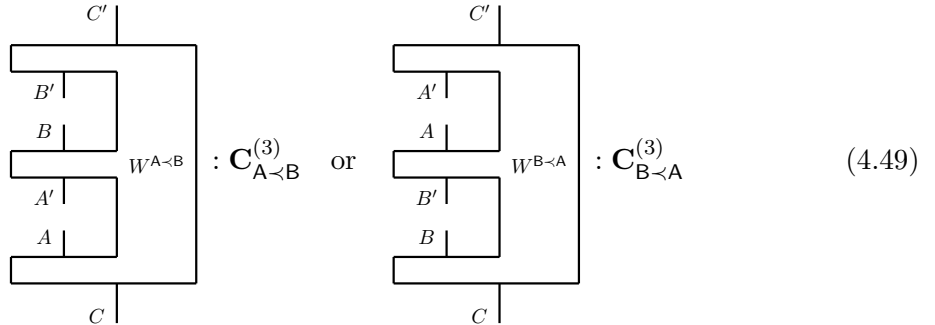 C′ C′
B′ A′
B A
W^{A≺B} : C^{(3)}_{A≺B} or W^{B≺A} : C^{(3)}_{B≺A} (4.49)
A′ B′
A B
C C